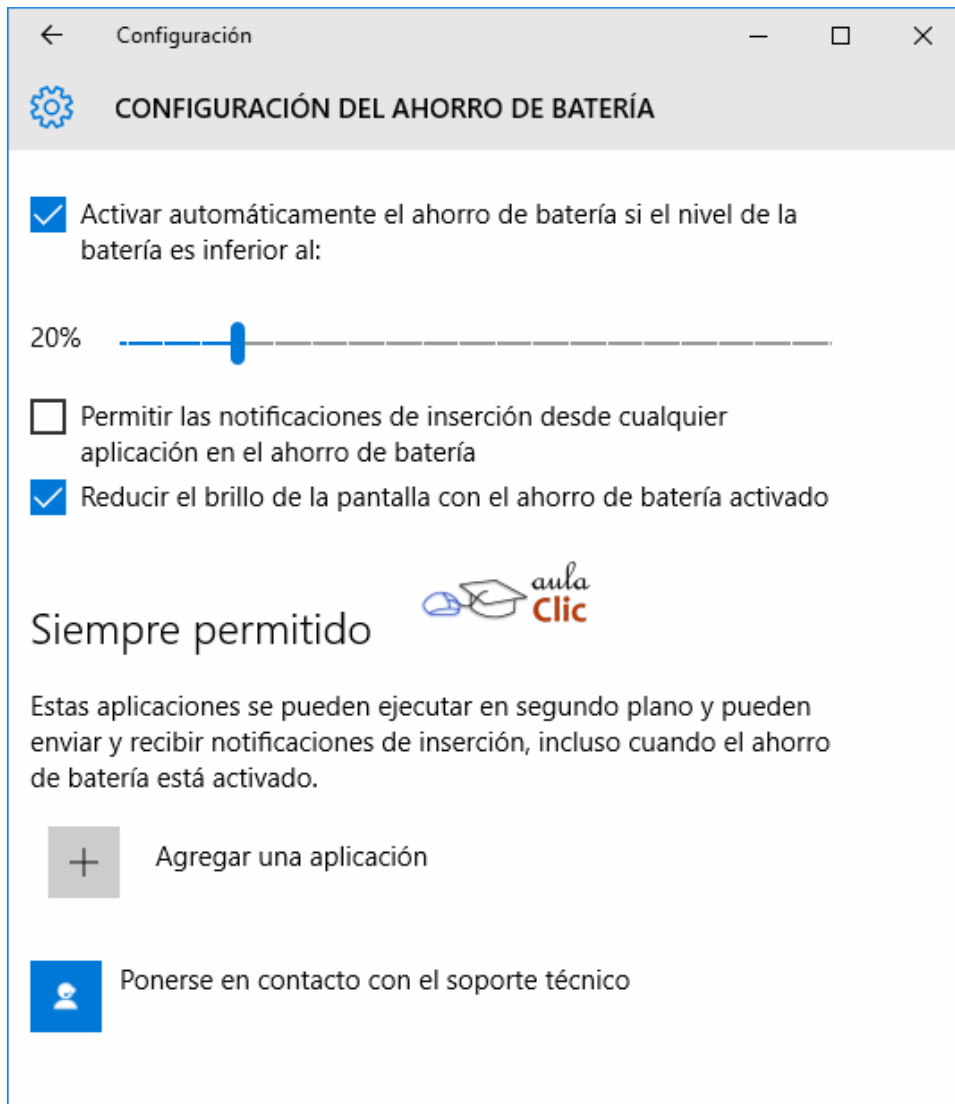 Configuración
CONFIGURACIÓN DEL AHORRO DE BATERÍA
Activar automáticamente el ahorro de batería si el nivel de la
batería es inferior al:
20%
Permitir las notificaciones de inserción desde cualquier
aplicación en el ahorro de batería
Reducir el brillo de la pantalla con el ahorro de batería activado
aula
Clic
Siempre permitido
Estas aplicaciones se pueden ejecutar en segundo plano y pueden
enviar y recibir notificaciones de inserción, incluso cuando el ahorro
de batería está activado.
Agregar una aplicación
Ponerse en contacto con el soporte técnico